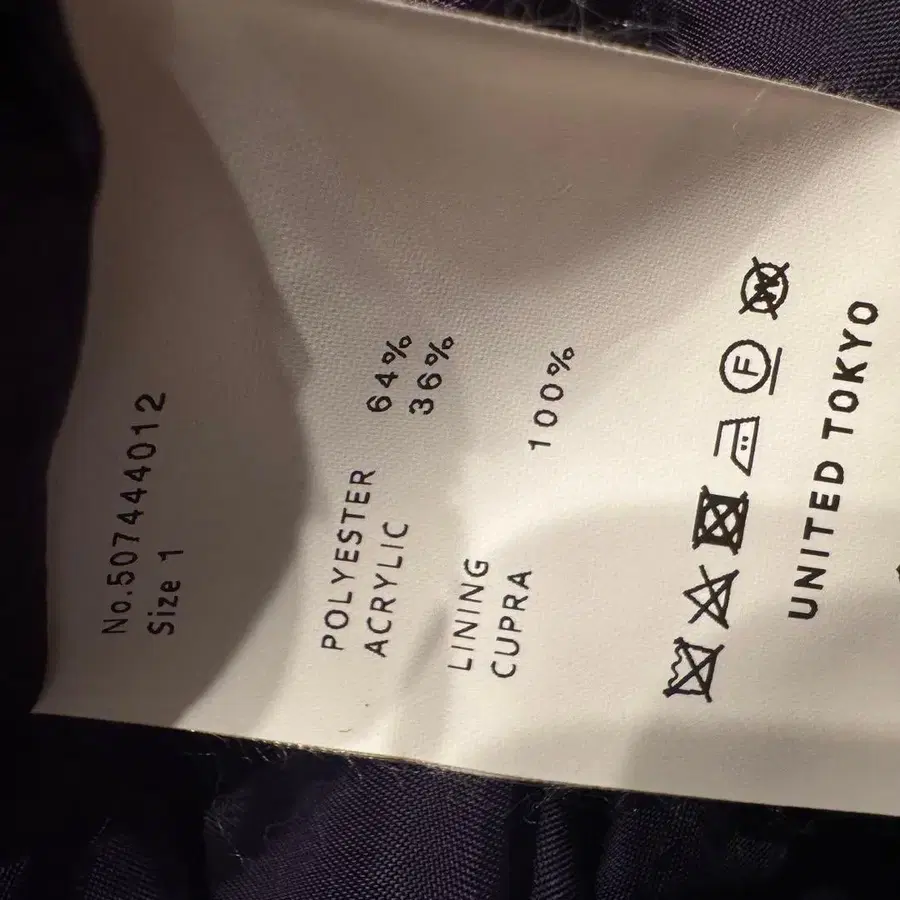 No.507444012
Size 1
POLYESTER 64%
ACRYLIC 36%
LINING
CUPRA 100%
F W
UNITED TOKYO